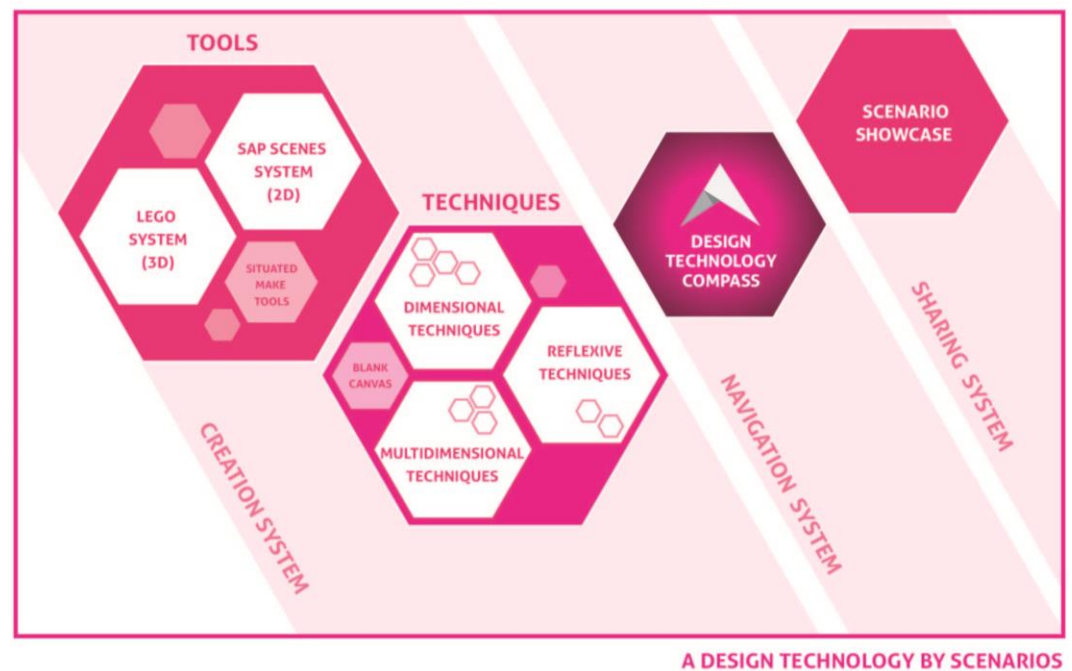 TOOLS
SAP SCENES
SYSTEM
(2D)
LEGO
SYSTEM
(3D)
SITUATED
MAKE
TOOLS
TECHNIQUES
DIMENSIONAL
TECHNIQUES
BLANK
CANVAS
REFLEXIVE
TECHNIQUES
MULTIDIMENSIONAL
TECHNIQUES
CREATION SYSTEM
DESIGN
TECHNOLOGY
COMPASS
NAVIGATION SYSTEM
SCENARIO
SHOWCASE
SHARING SYSTEM
A DESIGN TECHNOLOGY BY SCENARIOS